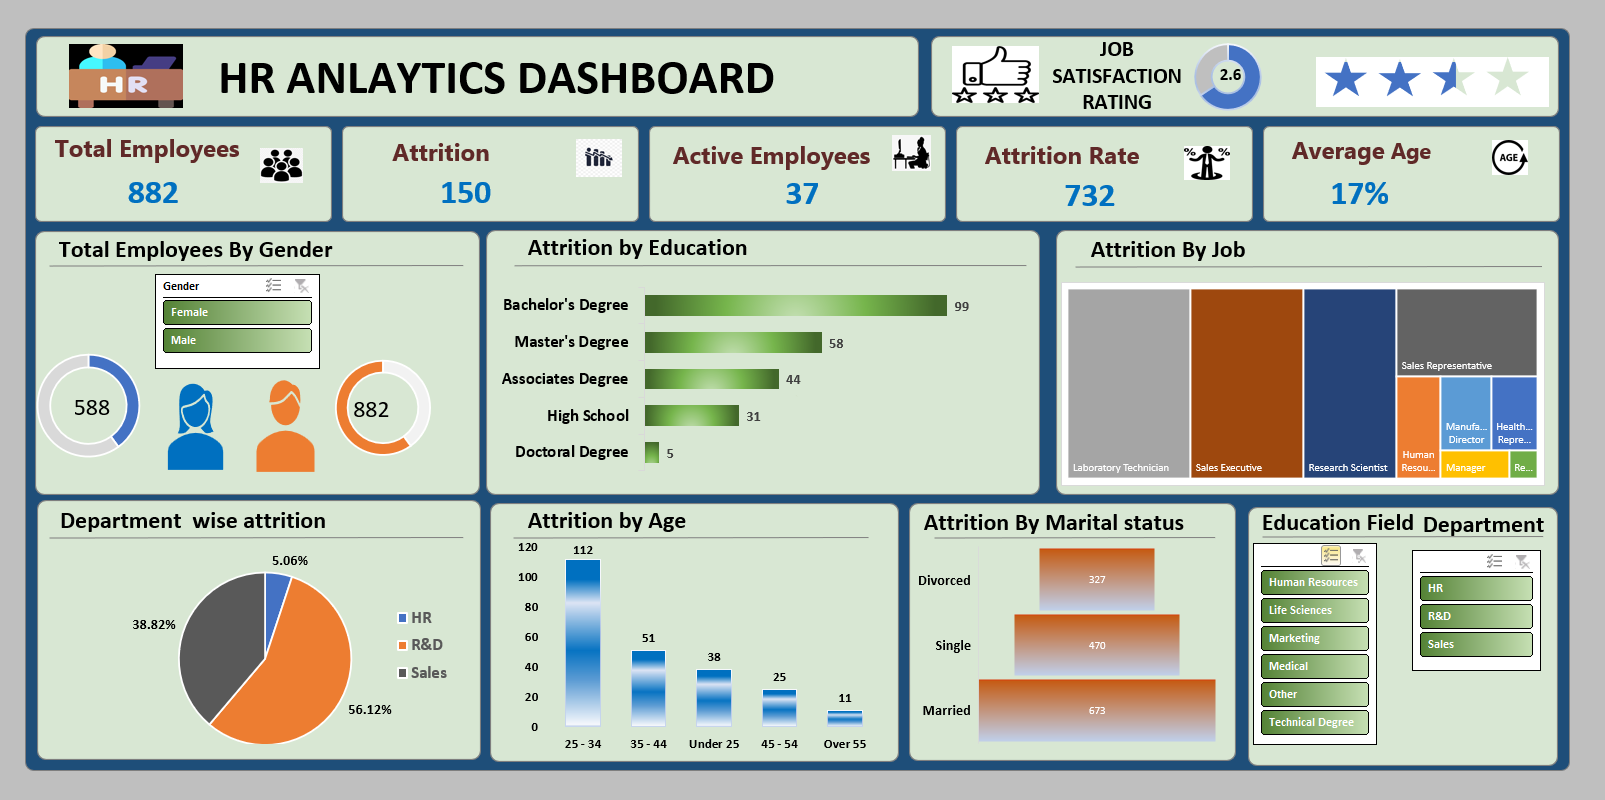 HR
HR ANLAYTICS DASHBOARD
JOB
SATISFACTION
RATING
2.6
Total Employees
882
Attrition
150
Active Employees
37
Attrition Rate
732
% %
Average Age
17%
AGE
Total Employees By Gender
Gender
Female
Male
588
882
Attrition by Education
Bachelor's Degree 99
Master's Degree 58
Associates Degree 44
High School 31
Doctoral Degree 5
Attrition By Job
Laboratory Technician
Sales Executive
Research Scientist
Sales Representative
Human
Resou...
Manufa...
Director
Health...
Repre...
Manager
Re...
Department  wise attrition
5.06%
38.82%
56.12%
HR
R&D
Sales
Attrition by Age
120
100
80
60
40
20
0
112
51
38
25
11
25 - 34
35 - 44
Under 25
45 - 54
Over 55
Attrition By Marital status
Divorced 327
Single 470
Married 673
Education Field
Human Resources
Life Sciences
Marketing
Medical
Other
Technical Degree
Department
HR
R&D
Sales